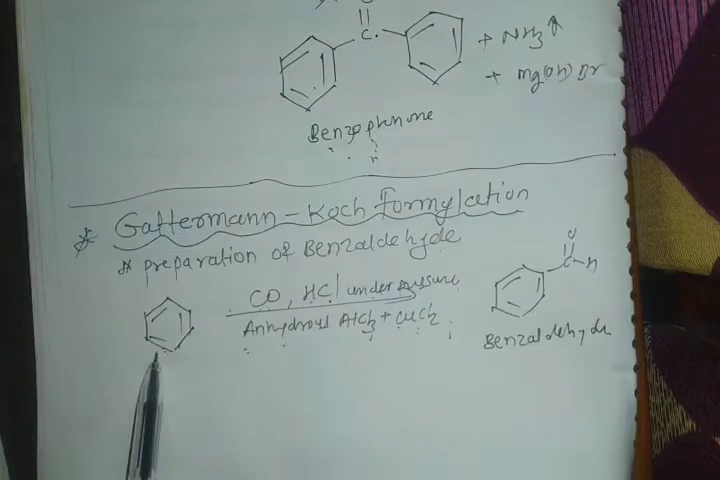 O
C
+ NH3↑
+ Mg(OH)Br
Benzophenone
* Gattermann - Koch Formylation
* preparation of Benzaldehyde
CO, HCl under pressure
Anhydrous AlCl3 + CuCl2
O
C-H
Benzaldehyde